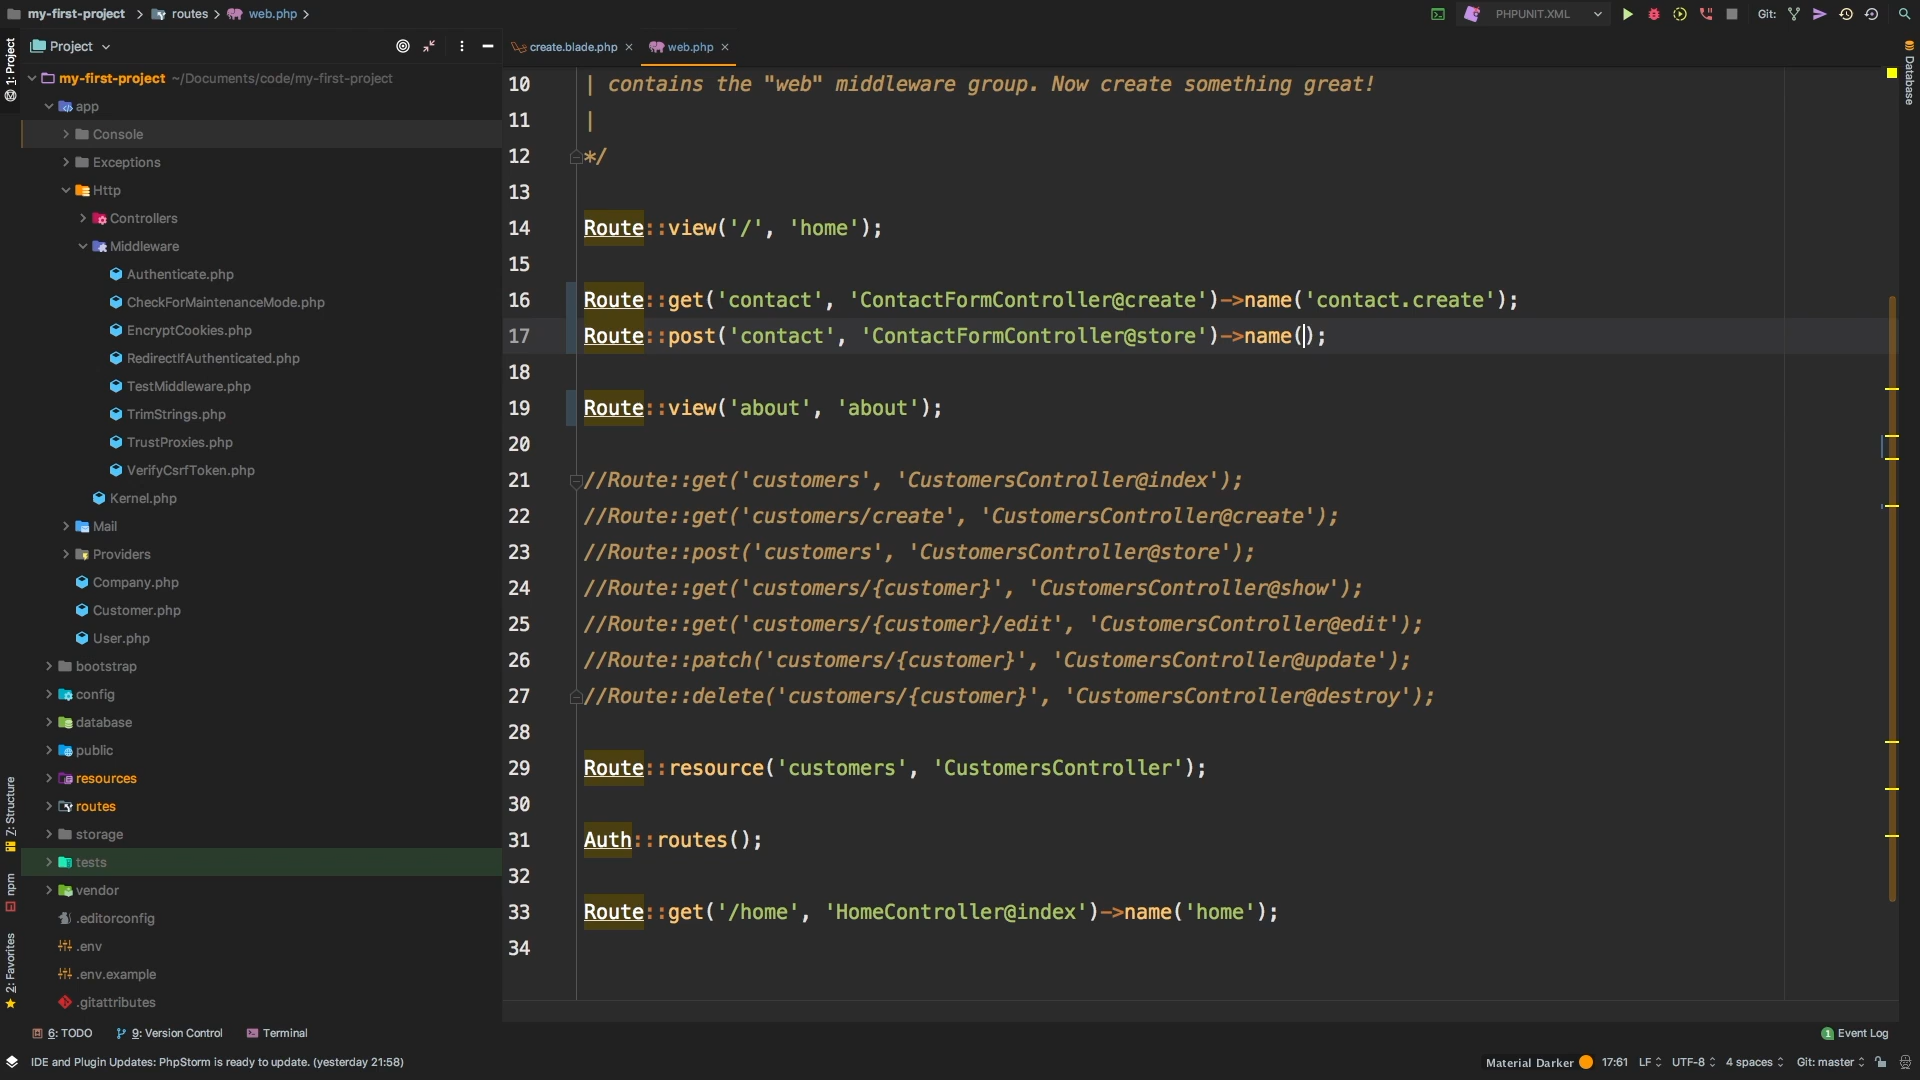 my-first-project routes web.php
PHPUNIT.XML
Git:
1: Project
Project
create.blade.php
web.php
Database
my-first-project ~/Documents/code/my-first-project
app
Console
Exceptions
Http
Controllers
Middleware
Authenticate.php
CheckForMaintenanceMode.php
EncryptCookies.php
RedirectIfAuthenticated.php
TestMiddleware.php
TrimStrings.php
TrustProxies.php
VerifyCsrfToken.php
Kernel.php
Mail
Providers
Company.php
Customer.php
User.php
bootstrap
config
database
public
resources
routes
storage
tests
vendor
.editorconfig
.env
.env.example
.gitattributes
Z: Structure
npm
2: Favorites
10 | contains the "web" middleware group. Now create something great!
11 |
12 */
13
14 Route::view('/', 'home');
15
16 Route::get('contact', 'ContactFormController@create')->name('contact.create');
17 Route::post('contact', 'ContactFormController@store')->name();
18
19 Route::view('about', 'about');
20
21 //Route::get('customers', 'CustomersController@index');
22 //Route::get('customers/create', 'CustomersController@create');
23 //Route::post('customers', 'CustomersController@store');
24 //Route::get('customers/{customer}', 'CustomersController@show');
25 //Route::get('customers/{customer}/edit', 'CustomersController@edit');
26 //Route::patch('customers/{customer}', 'CustomersController@update');
27 //Route::delete('customers/{customer}', 'CustomersController@destroy');
28
29 Route::resource('customers', 'CustomersController');
30
31 Auth::routes();
32
33 Route::get('/home', 'HomeController@index')->name('home');
34
6: TODO 9: Version Control Terminal
1 Event Log
IDE and Plugin Updates: PhpStorm is ready to update. (yesterday 21:58)
Material Darker 17:61 LF UTF-8 4 spaces Git: master